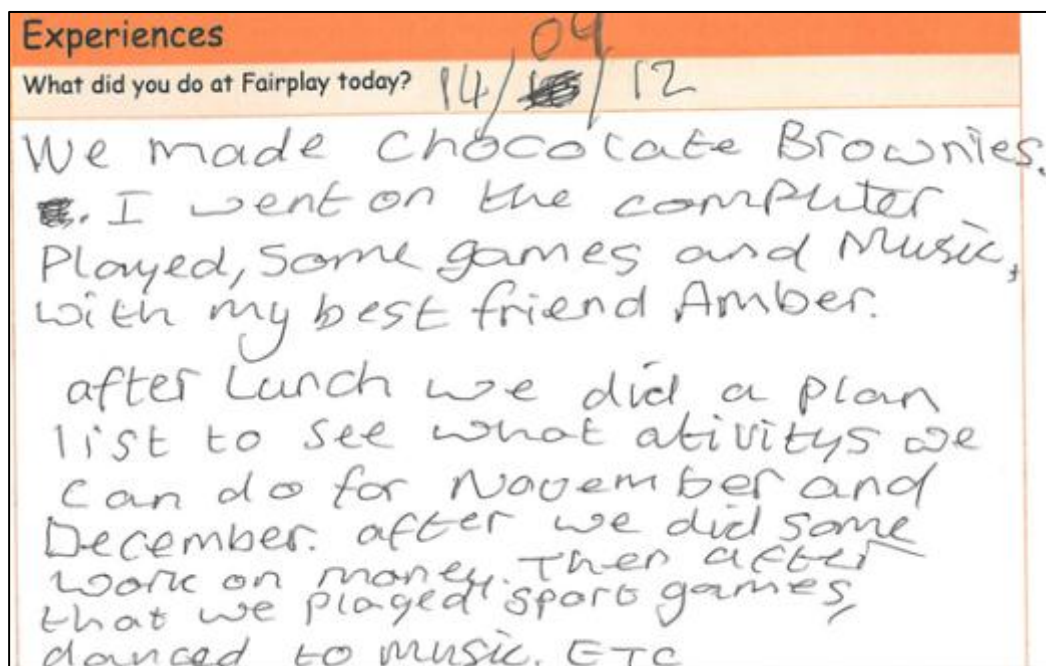 Experiences
What did you do at Fairplay today? 14/09/12
We made chocolate Brownies.
. I went on the computer
Played, some games and Music,
with my best friend Amber.
after Lunch we did a plan
list to see what ativitys we
can do for November and
December. after we did some
work on money. Then after
that we played sport games,
danced to music. ETC